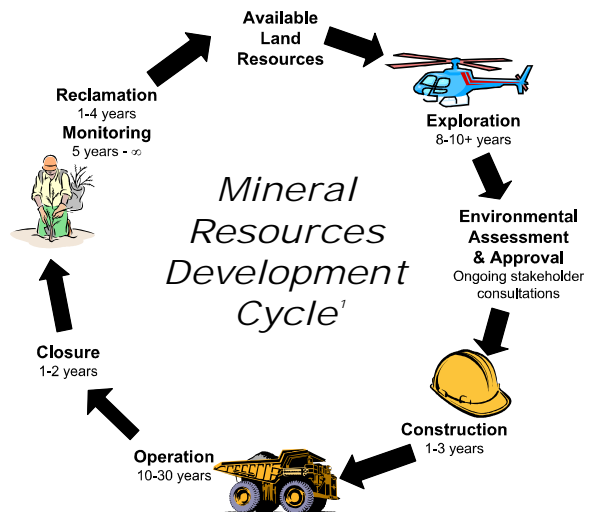 Available
Land
Resources
Exploration
8-10+ years
Environmental
Assessment
& Approval
Ongoing stakeholder
consultations
Construction
1-3 years
Operation
10-30 years
Closure
1-2 years
Reclamation
1-4 years
Monitoring
5 years - ∞
Mineral
Resources
Development
Cycle¹